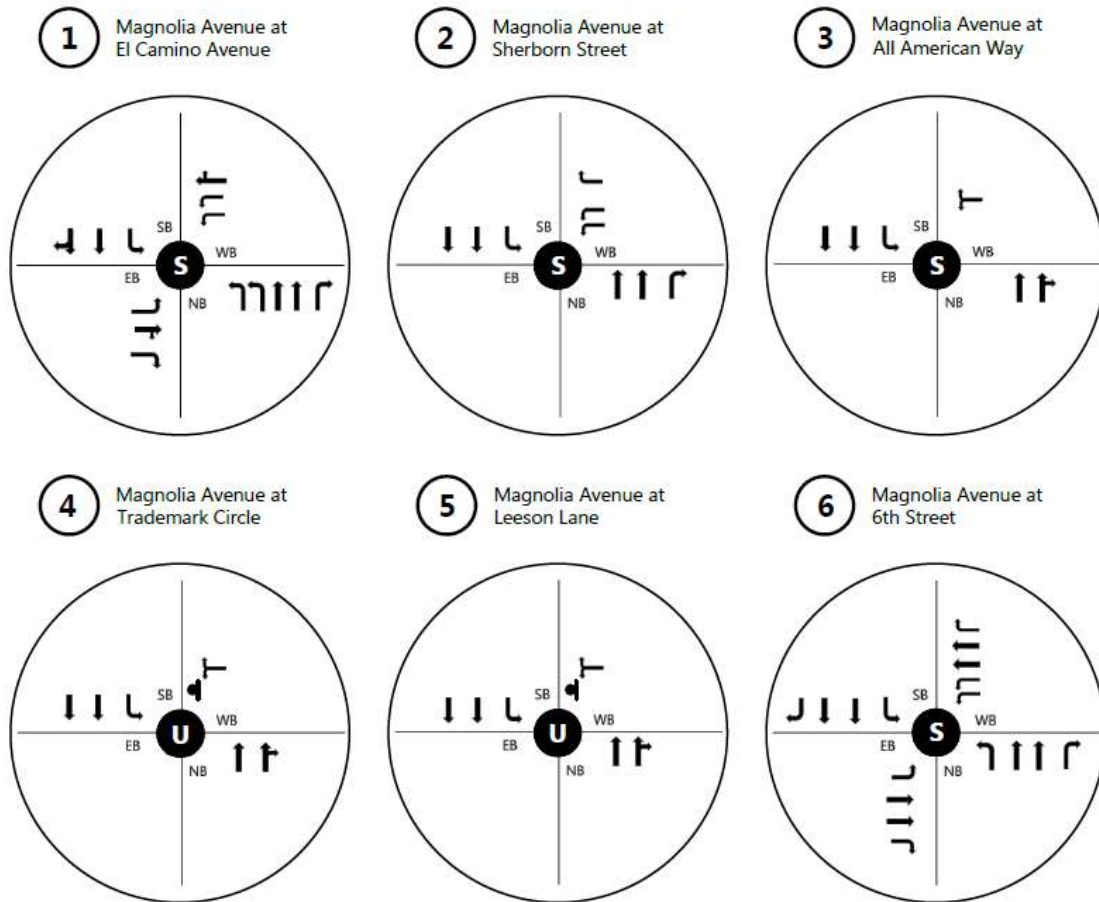 1
Magnolia Avenue at
El Camino Avenue
SB
WB
S
EB
NB
2
Magnolia Avenue at
Sherborn Street
SB
WB
S
EB
NB
3
Magnolia Avenue at
All American Way
SB
WB
S
EB
NB
4
Magnolia Avenue at
Trademark Circle
SB
WB
U
EB
NB
5
Magnolia Avenue at
Leeson Lane
SB
WB
U
EB
NB
6
Magnolia Avenue at
6th Street
SB
WB
S
EB
NB